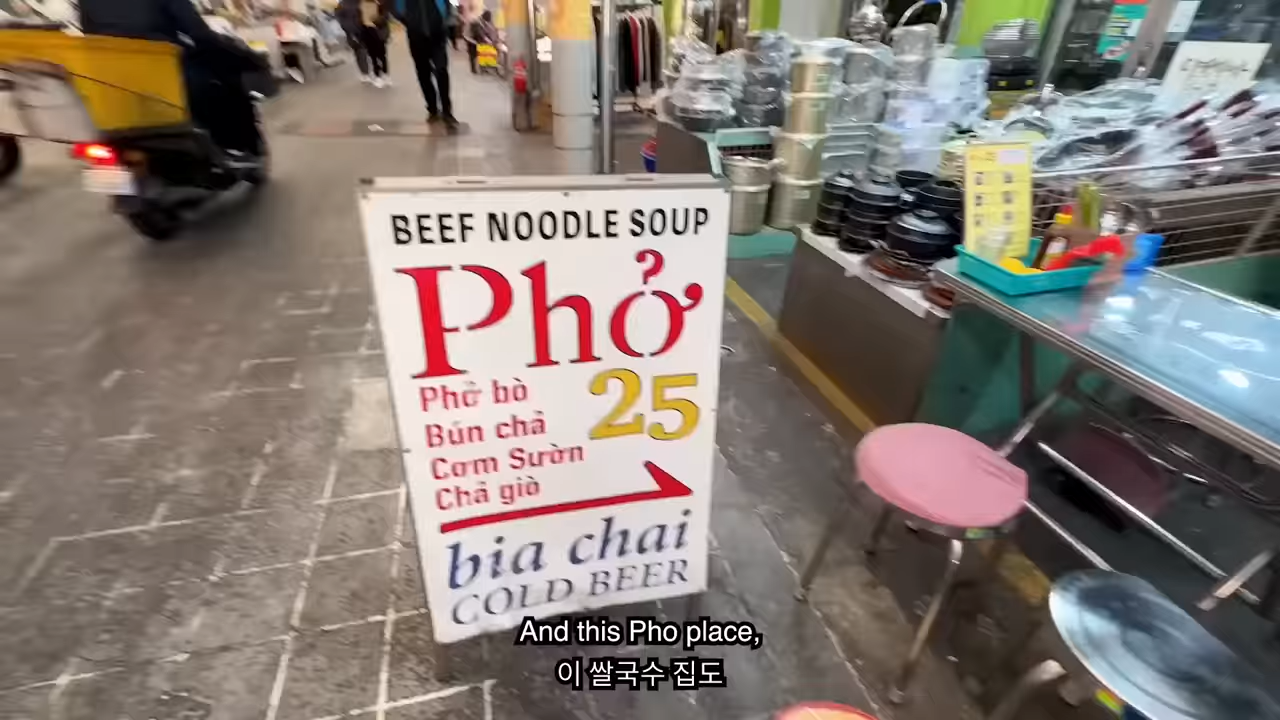 BEEF NOODLE SOUP
Phở
Phở bò
25
Bún chả
Cơm Sườn
Chả giò
bia chai
COLD BEER
And this Pho place,
이 쌀국수 집도